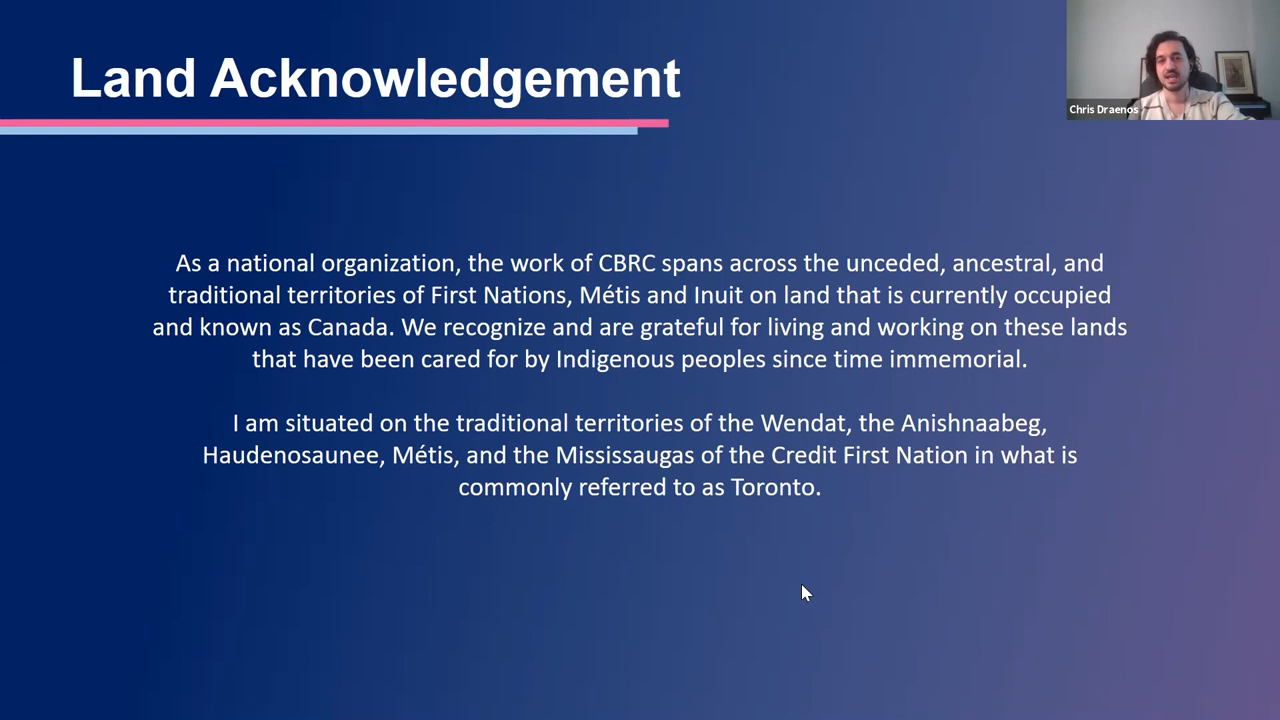 Land Acknowledgement
Chris Draenos
As a national organization, the work of CBRC spans across the unceded, ancestral, and
traditional territories of First Nations, Métis and Inuit on land that is currently occupied
and known as Canada. We recognize and are grateful for living and working on these lands
that have been cared for by Indigenous peoples since time immemorial.
I am situated on the traditional territories of the Wendat, the Anishnaabeg,
Haudenosaunee, Métis, and the Mississaugas of the Credit First Nation in what is
commonly referred to as Toronto.